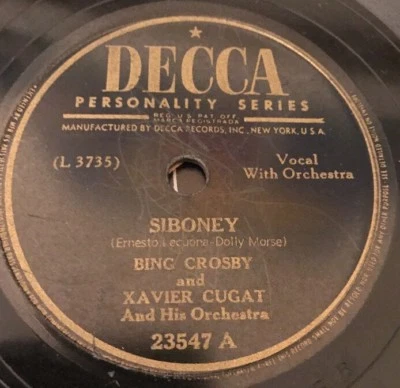 DECCA
PERSONALITY SERIES
REG. U.S. PAT. OFF.
MARCA REGISTRADA
MANUFACTURED BY DECCA RECORDS, INC., NEW YORK, U.S.A.
(L 3735)
Vocal
With Orchestra
SIBONEY
(Ernesto Lecuona-Dolly Morse)
BING CROSBY
and
XAVIER CUGAT
And His Orchestra
23547 A